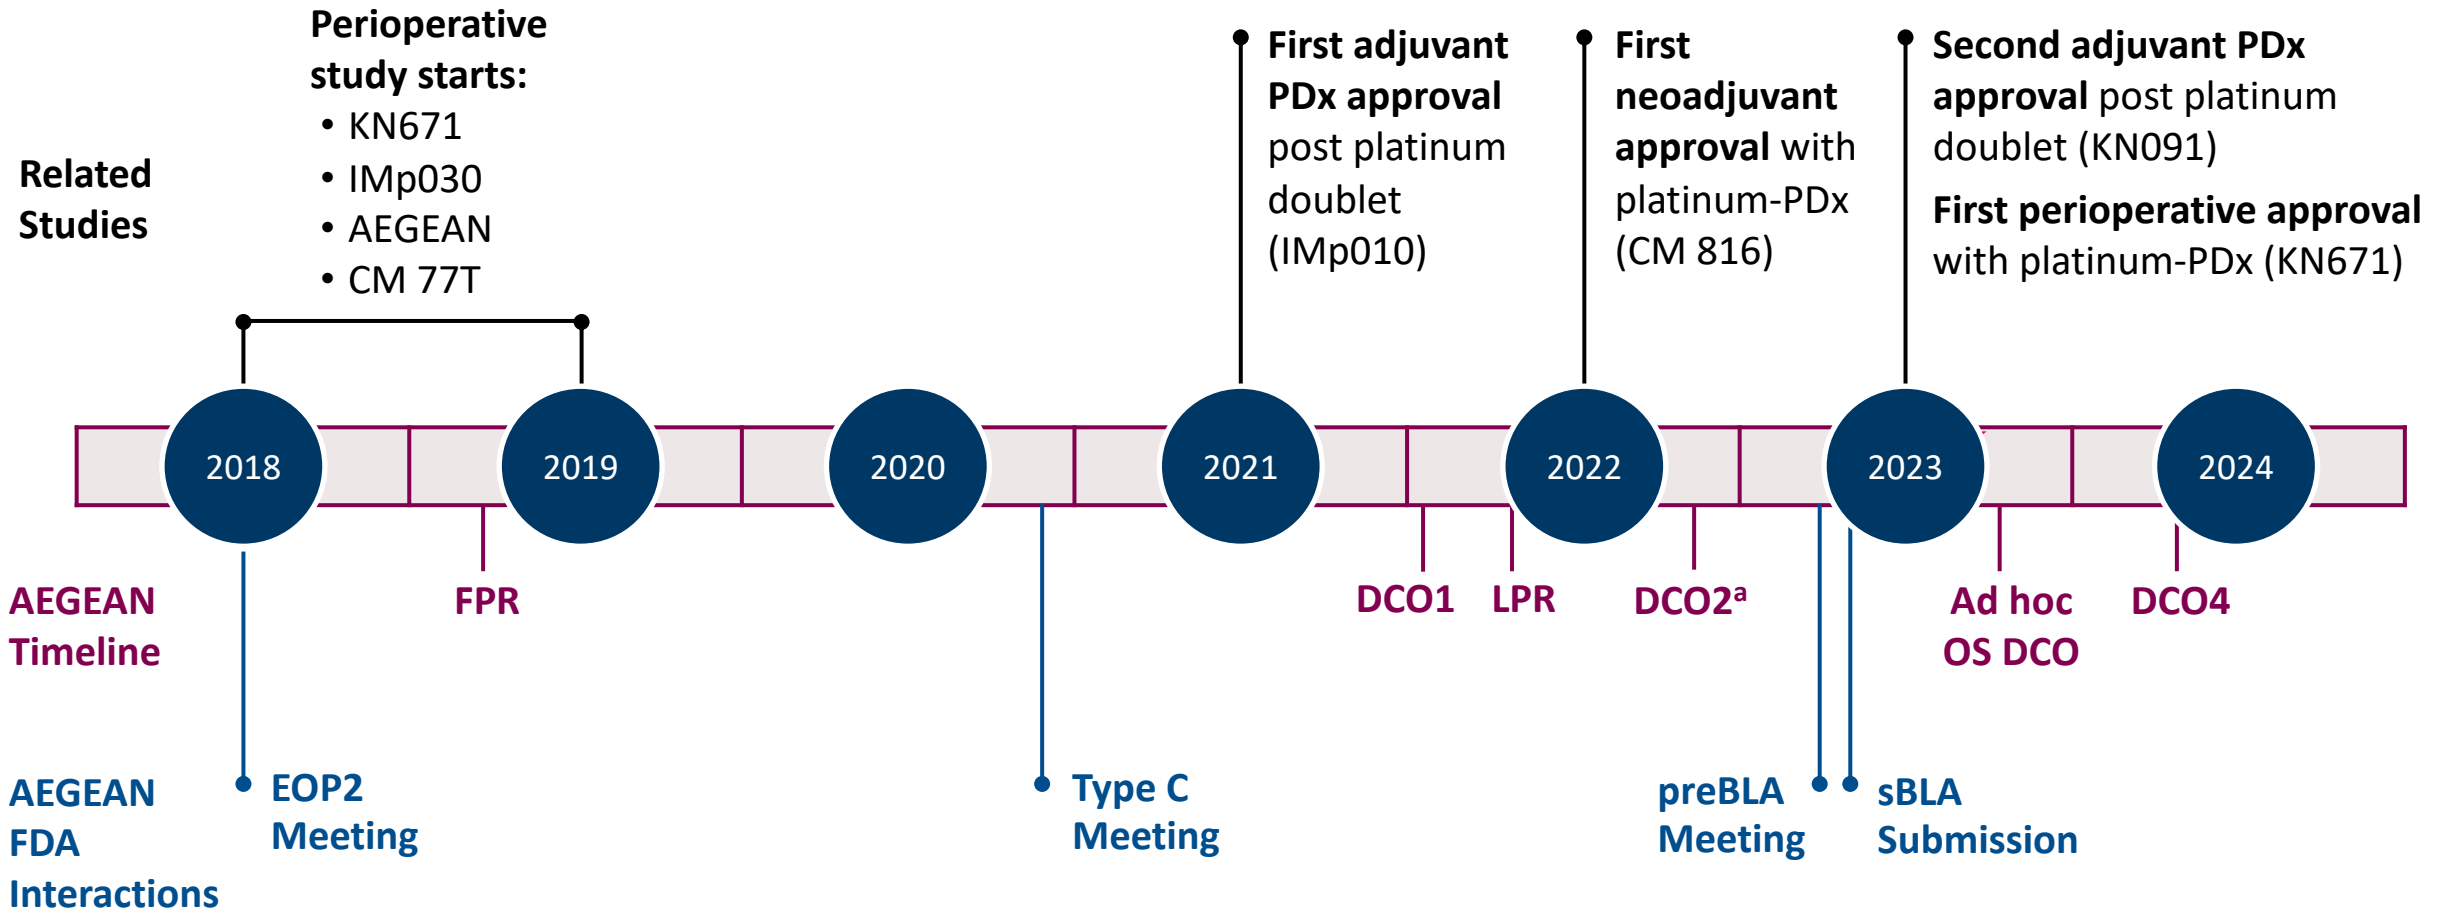 Perioperative
study starts:
• KN671
• IMp030
• AEGEAN
• CM 77T
Related
Studies
First adjuvant
PDx approval
post platinum
doublet
(IMp010)
First
neoadjuvant
approval with
platinum-PDx
(CM 816)
Second adjuvant PDx
approval post platinum
doublet (KN091)
First perioperative approval
with platinum-PDx (KN671)
2018
2019
2020
2021
2022
2023
2024
AEGEAN
Timeline
FPR
DCO1
LPR
DCO2ᵃ
Ad hoc
OS DCO
DCO4
AEGEAN
FDA
Interactions
EOP2
Meeting
Type C
Meeting
preBLA
Meeting
sBLA
Submission